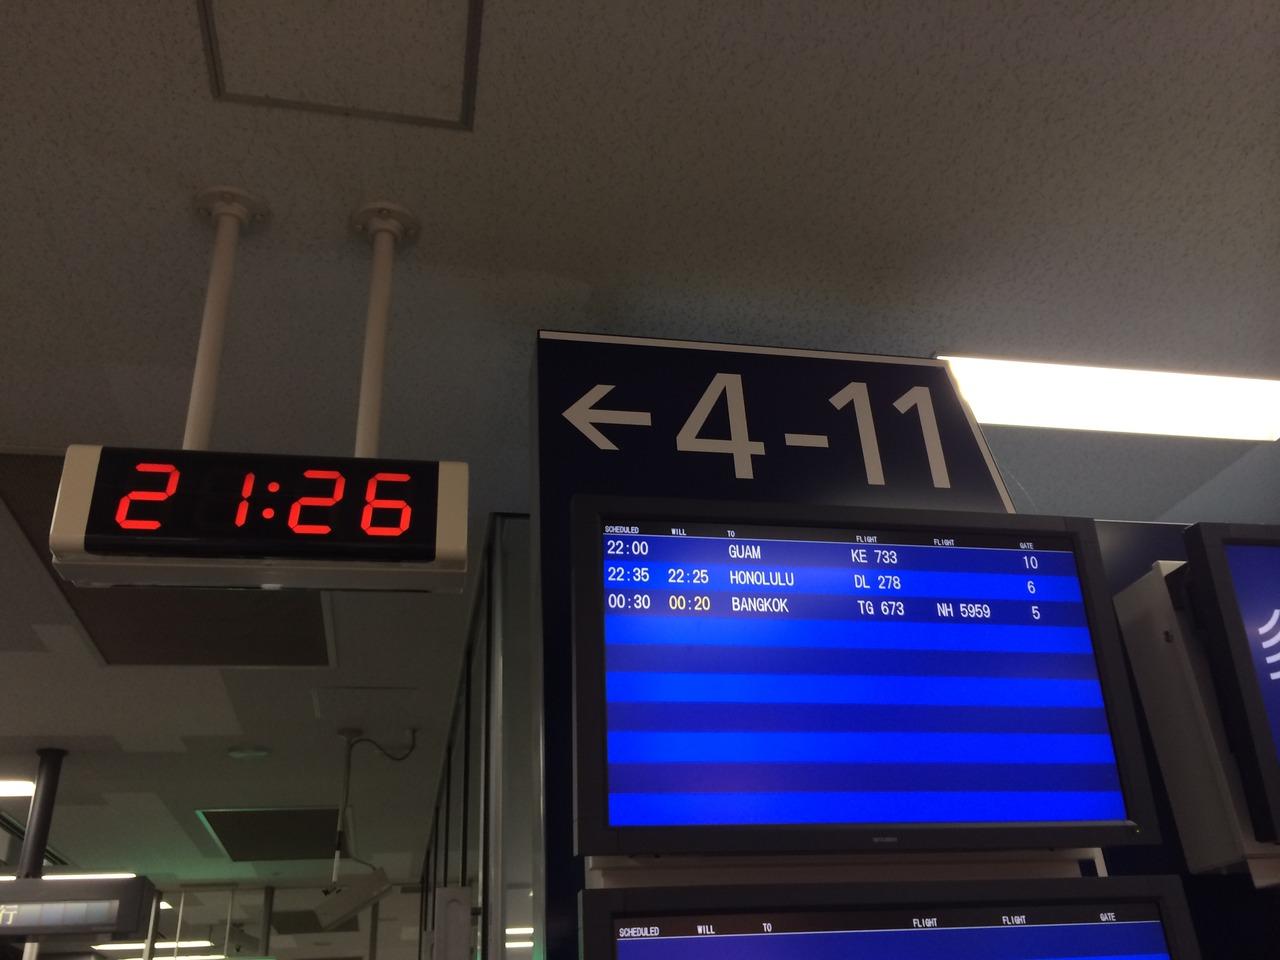 ←4-11
21:26
SCHEDULED WILL TO FLIGHT FLIGHT GATE
22:00 GUAM KE 733 10
22:35 22:25 HONOLULU DL 278 6
00:30 00:20 BANGKOK TG 673 NH 5959 5
MITSUBISHI
SCHEDULED WILL TO FLIGHT FLIGHT GATE
行